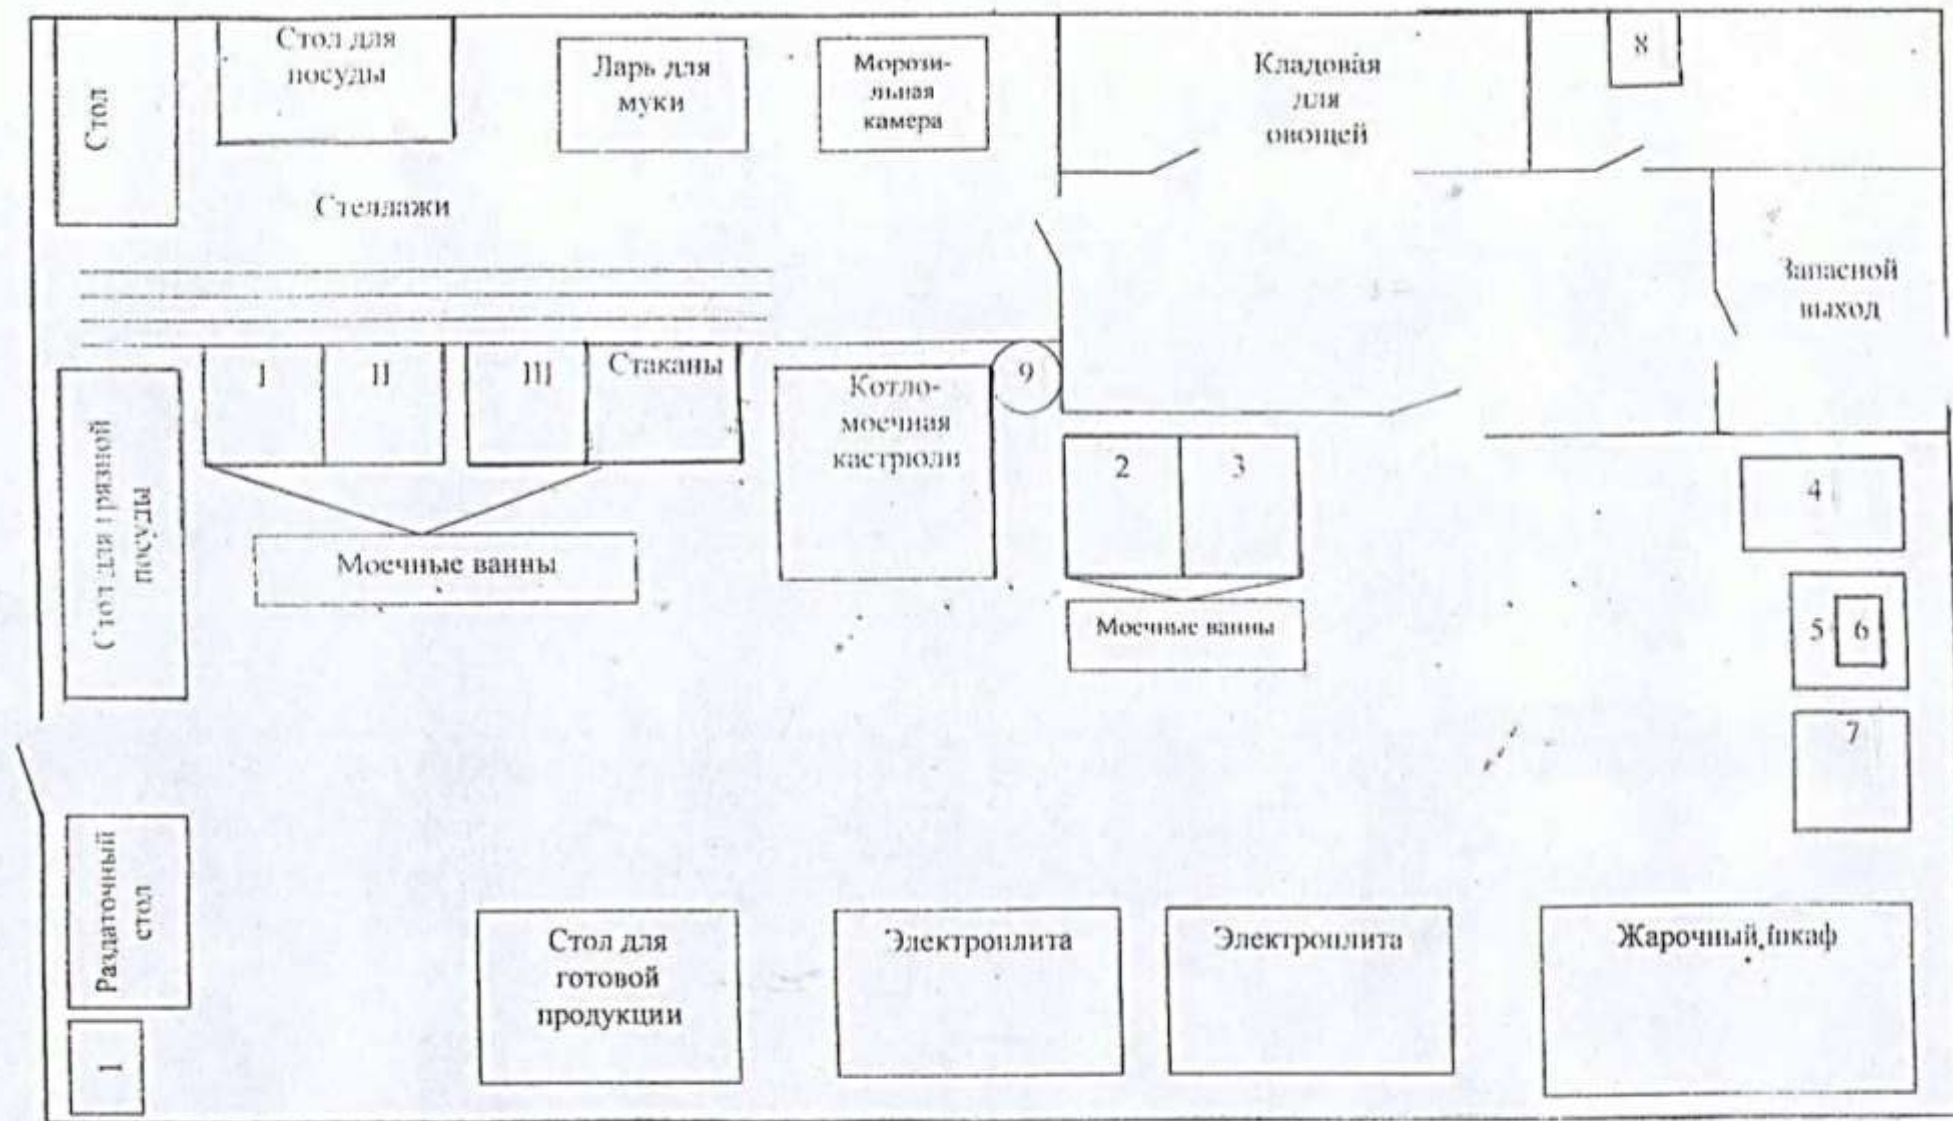 Стол
Стол для
посуды
Ларь для
муки
Морози-
льная
камера
Кладовая
для
овощей
8
Стеллажи
Запасной
выход
Стол для грязной
посуды
I
II
III
Стаканы
Котло-
моечная
кастрюли
9
2
3
4
Моечные ванны
Моечные ванны
5
6
7
Раздаточный
стол
1
Стол для
готовой
продукции
Электроплита
Электроплита
Жарочный шкаф